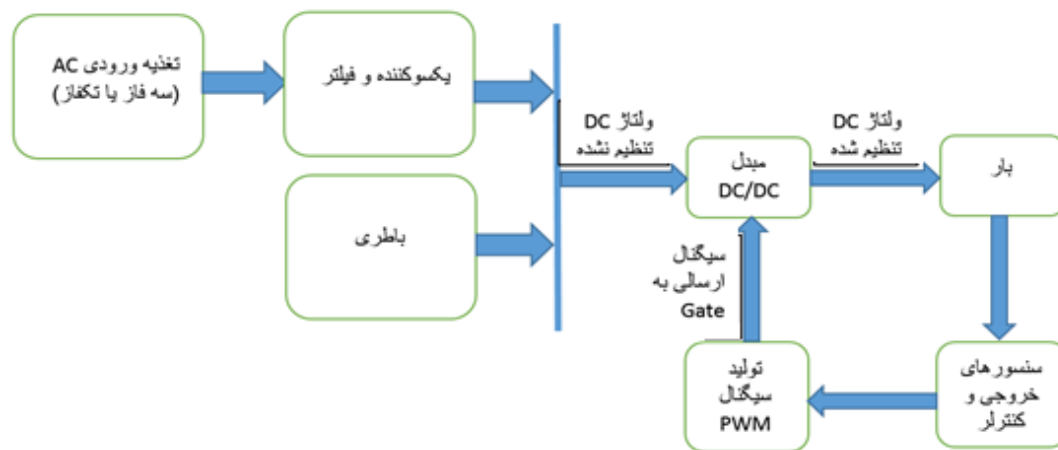 تغذیه ورودی AC
(سه فاز یا تکفاز)
یکسوکننده و فیلتر
باطری
ولتاژ DC
تنظیم نشده
مبدل
DC/DC
ولتاژ DC
تنظیم شده
بار
سیگنال
ارسالی به
Gate
تولید
سیگنال
PWM
سنسورهای
خروجی و
کنترلر